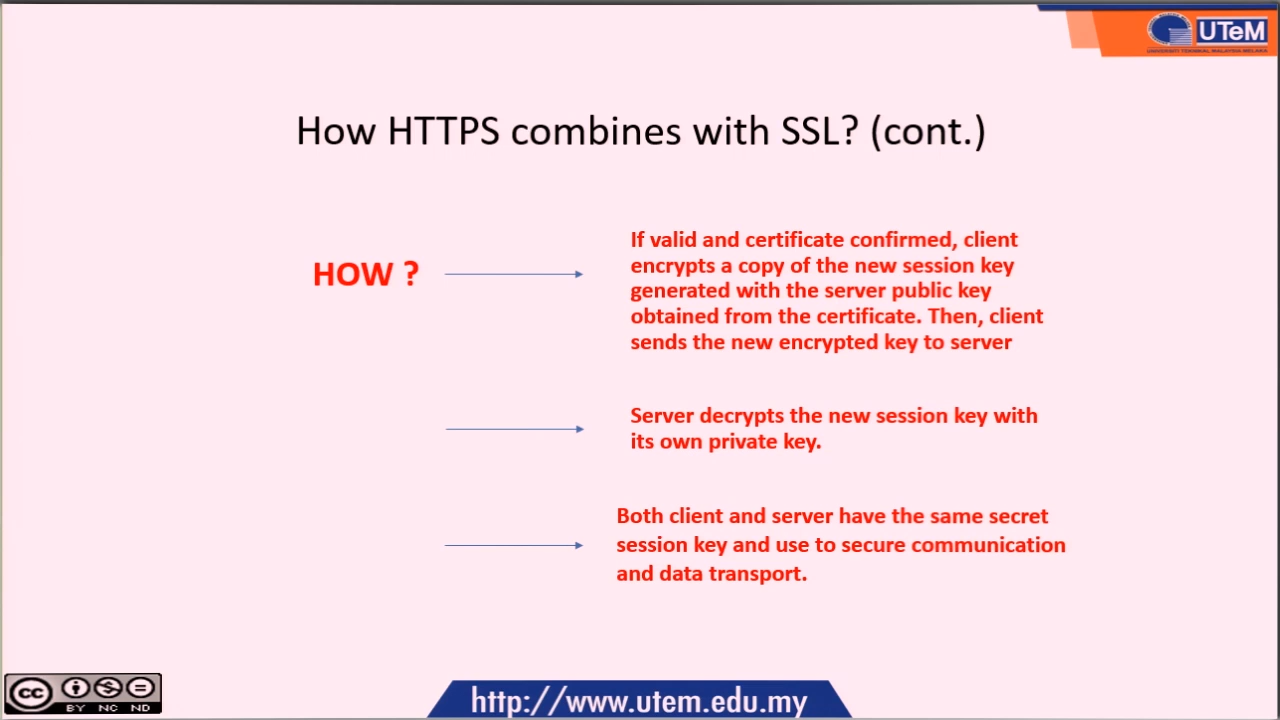 UTeM
UNIVERSITI TEKNIKAL MALAYSIA MELAKA
How HTTPS combines with SSL? (cont.)
HOW ?
If valid and certificate confirmed, client
encrypts a copy of the new session key
generated with the server public key
obtained from the certificate. Then, client
sends the new encrypted key to server
Server decrypts the new session key with
its own private key.
Both client and server have the same secret
session key and use to secure communication
and data transport.
cc
BY NC ND
http://www.utem.edu.my